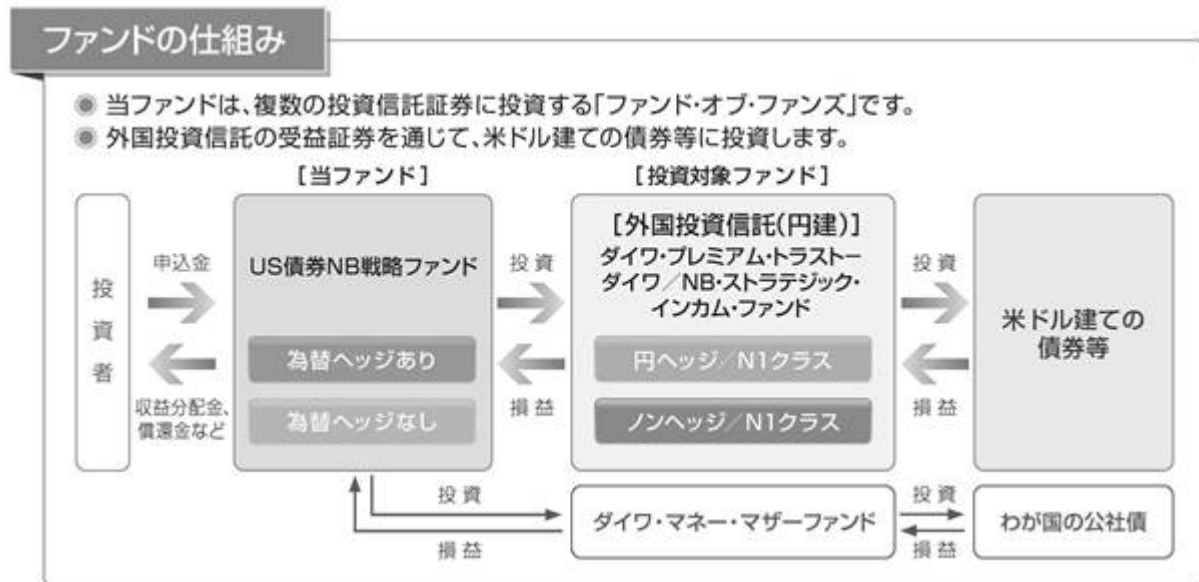 ファンドの仕組み
● 当ファンドは、複数の投資信託証券に投資する「ファンド・オブ・ファンズ」です。
● 外国投資信託の受益証券を通じて、米ドル建ての債券等に投資します。
[当ファンド]
[投資対象ファンド]
投資者
申込金
収益分配金、
償還金など
US債券NB戦略ファンド
為替ヘッジあり
為替ヘッジなし
投資
損益
[外国投資信託(円建)]
ダイワ・プレミアム・トラストー
ダイワ／NB・ストラテジック・
インカム・ファンド
円ヘッジ／N1クラス
ノンヘッジ／N1クラス
投資
損益
米ドル建ての
債券等
投資
損益
ダイワ・マネー・マザーファンド
投資
損益
わが国の公社債